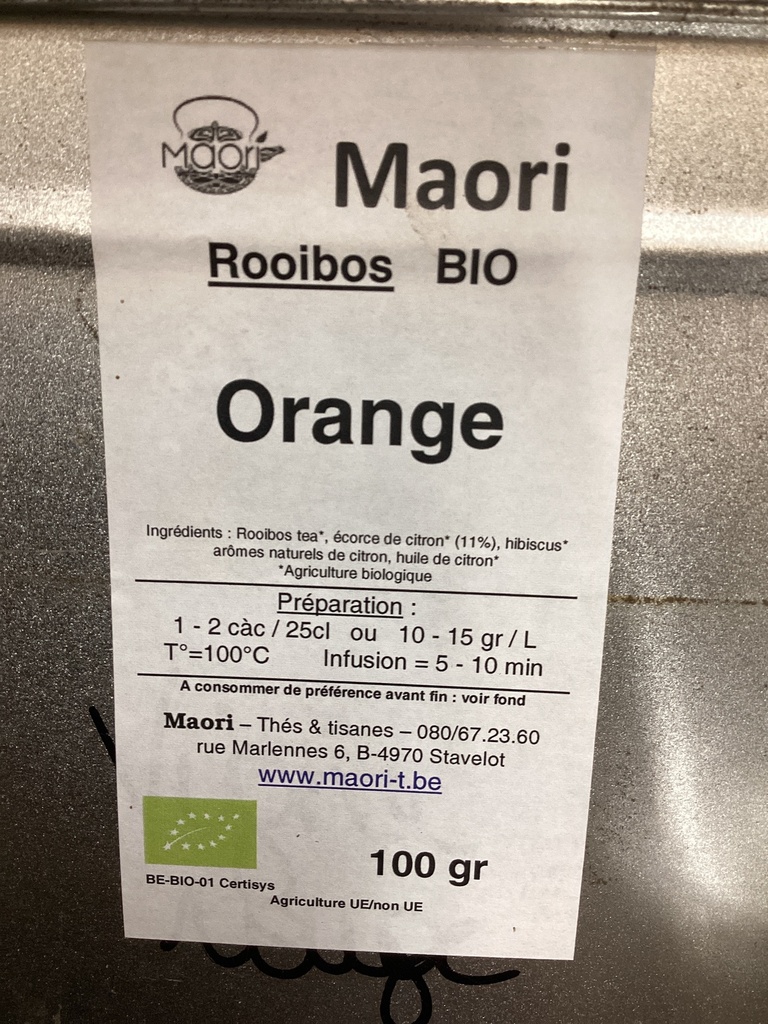 Maori
Maori
Rooibos BIO
Orange
Ingrédients : Rooibos tea*, écorce de citron* (11%), hibiscus*
arômes naturels de citron, huile de citron*
*Agriculture biologique
Préparation :
1 - 2 càc / 25cl ou 10 - 15 gr / L
T°=100°C Infusion = 5 - 10 min
A consommer de préférence avant fin : voir fond
Maori – Thés & tisanes – 080/67.23.60
rue Marlennes 6, B-4970 Stavelot
www.maori-t.be
100 gr
BE-BIO-01 Certisys
Agriculture UE/non UE